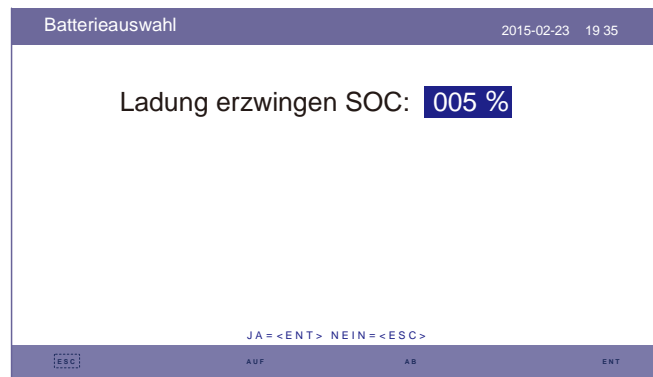 Batterieauswahl 2015-02-23 19 35
Ladung erzwingen SOC: 005 %
JA=<ENT> NEIN=<ESC>
ESC AUF AB ENT